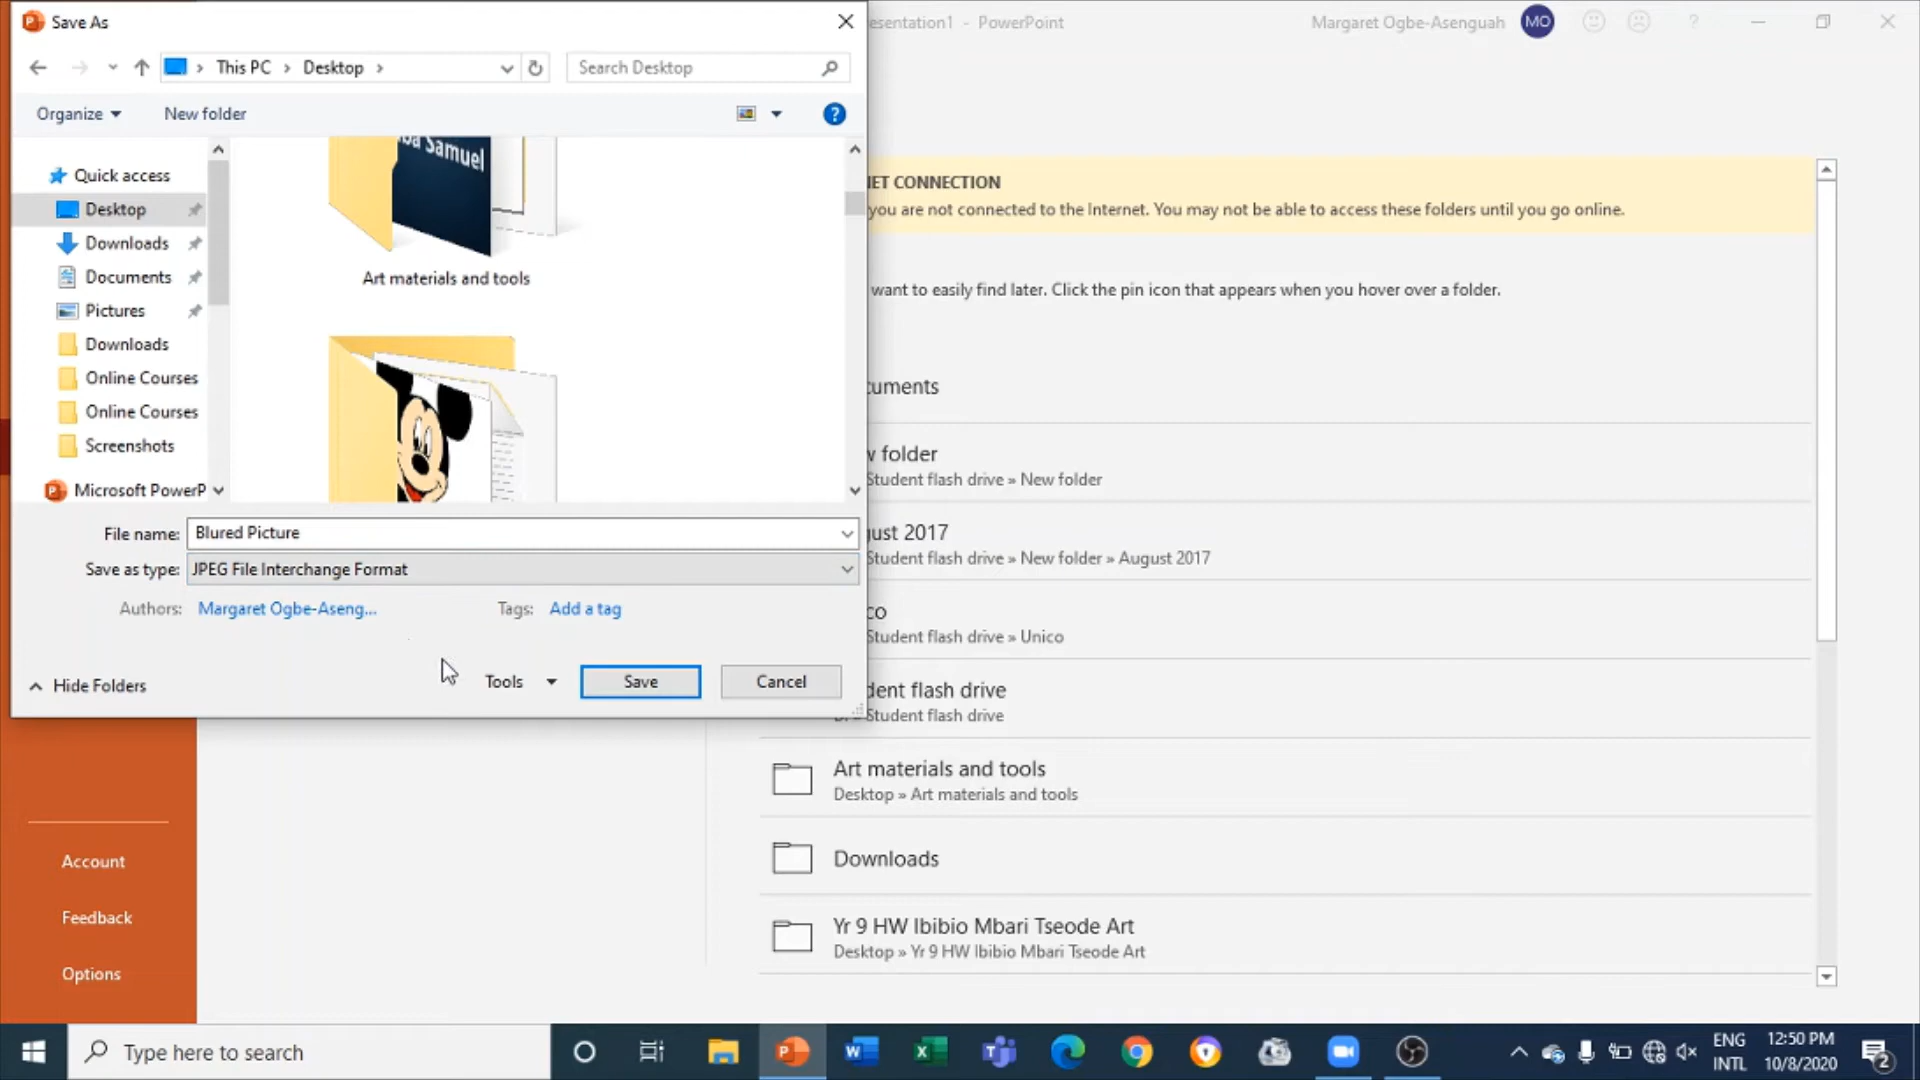 Save As
esentation1 - PowerPoint
Margaret Ogbe-Asenguah
MO
?
This PC
Desktop
Search Desktop
Organize
New folder
?
Quick access
Desktop
Downloads
Documents
Pictures
Downloads
Online Courses
Online Courses
Screenshots
Microsoft PowerP
ba Samuel
Art materials and tools
File name: Blured Picture
Save as type: JPEG File Interchange Format
Authors: Margaret Ogbe-Aseng...
Tags: Add a tag
Hide Folders
Tools
Save
Cancel
NET CONNECTION
you are not connected to the Internet. You may not be able to access these folders until you go online.
want to easily find later. Click the pin icon that appears when you hover over a folder.
cuments
w folder
Student flash drive » New folder
gust 2017
Student flash drive » New folder » August 2017
co
Student flash drive » Unico
dent flash drive
Student flash drive
Art materials and tools
Desktop » Art materials and tools
Downloads
Yr 9 HW Ibibio Mbari Tseode Art
Desktop » Yr 9 HW Ibibio Mbari Tseode Art
Account
Feedback
Options
Type here to search
ENG
INTL
12:50 PM
10/8/2020
2